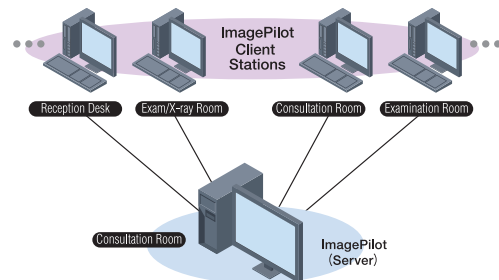 ImagePilot
Client
Stations
Reception Desk
Exam/X-ray Room
Consultation Room
Examination Room
Consultation Room
ImagePilot
(Server)